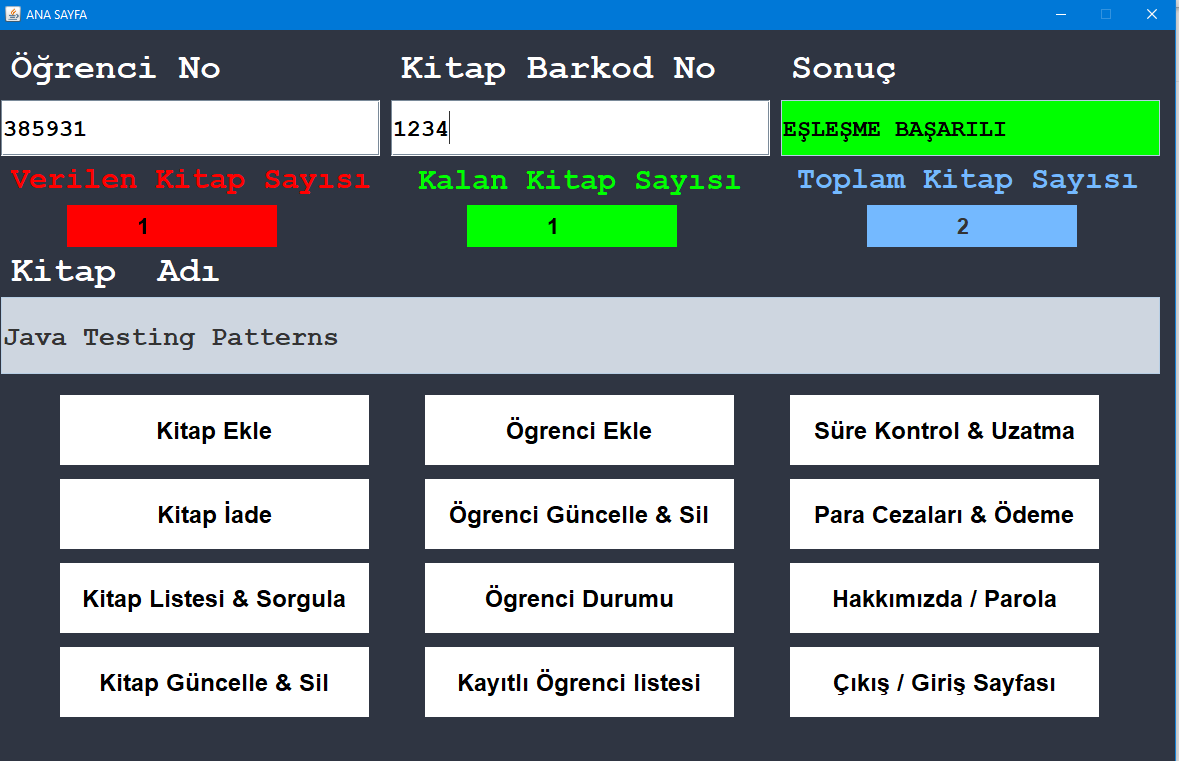 ANA SAYFA
Öğrenci No
Kitap Barkod No
Sonuç
385931
1234
EŞLEŞME BAŞARILI
Verilen Kitap Sayısı
Kalan Kitap Sayısı
Toplam Kitap Sayısı
1
1
2
Kitap Adı
Java Testing Patterns
Kitap Ekle
Ögrenci Ekle
Süre Kontrol & Uzatma
Kitap İade
Ögrenci Güncelle & Sil
Para Cezaları & Ödeme
Kitap Listesi & Sorgula
Ögrenci Durumu
Hakkımızda / Parola
Kitap Güncelle & Sil
Kayıtlı Ögrenci listesi
Çıkış / Giriş Sayfası